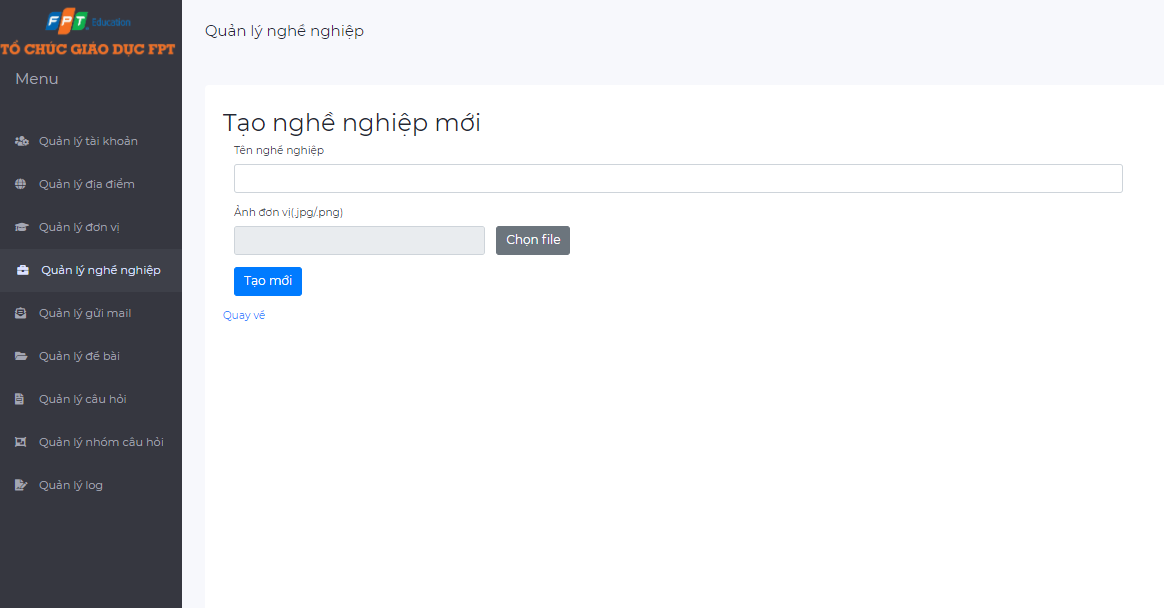 FPT Education
TỔ CHỨC GIÁO DỤC FPT
Menu
Quản lý tài khoản
Quản lý địa điểm
Quản lý đơn vị
Quản lý nghề nghiệp
Quản lý gửi mail
Quản lý đề bài
Quản lý câu hỏi
Quản lý nhóm câu hỏi
Quản lý log
Quản lý nghề nghiệp
Tạo nghề nghiệp mới
Tên nghề nghiệp
Ảnh đơn vị(.jpg/.png)
Chọn file
Tạo mới
Quay về